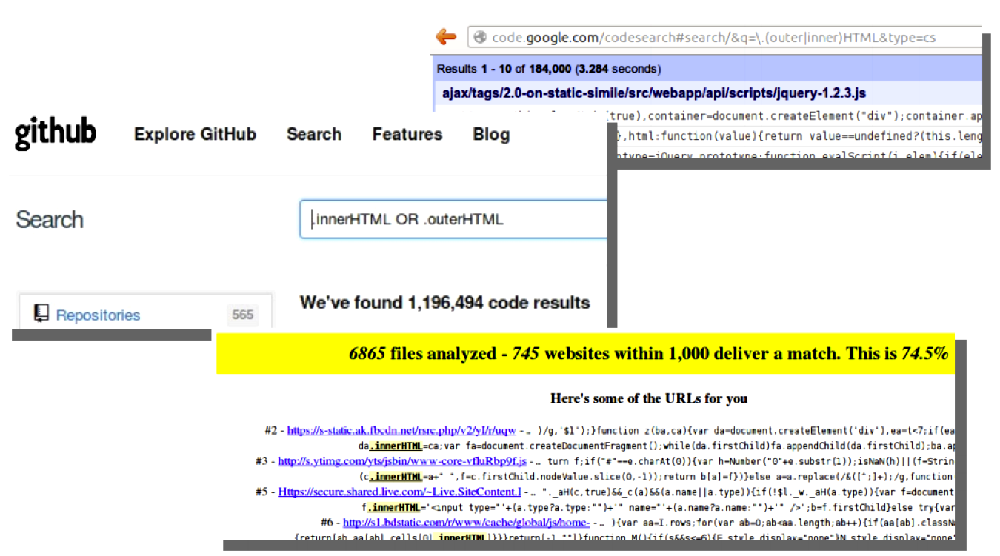 code.google.com/codesearch#search/&q=\.(outer|inner)HTML&type=cs
Results 1 - 10 of 184,000 (3.284 seconds)
ajax/tags/2.0-on-static-simile/src/webapp/api/scripts/jquery-1.2.3.js
(true),container=document.createElement("div");container.ap
},html:function(value){return value==undefined?(this.leng
otype=jQuery.prototype;function evalScript(i,elem){if(ele
github Explore GitHub Search Features Blog
Search
.innerHTML OR .outerHTML
We've found 1,196,494 code results
Repositories 565
6865 files analyzed - 745 websites within 1,000 deliver a match. This is 74.5%
Here's some of the URLs for you
#2 - https://s-static.ak.fbcdn.net/rsrc.php/v2/yI/r/uqw - … )/g,'$1');}function z(ba,ca){var da=document.createElement('div'),ea=t<7;if(ea
da.innerHTML=ca;var fa=document.createDocumentFragment();while(da.firstChild)fa.appendChild(da.firstChild);ba.ap
#3 - http://s.ytimg.com/yts/jsbin/www-core-vfluRbp9f.js - … turn f;if("#"==e.charAt(0)){var h=Number("0"+e.substr(1));isNaN(h)||(f=Strin
(c.innerHTML=a+" ",f=c.firstChild.nodeValue.slice(0,-1));return b[a]=f})}else a=a.replace(/&([^;]+);/g,function
#5 - Https://secure.shared.live.com/~Live.SiteContent.I - … "._aH(c,true)&&_c(a)&&(a.name||a.type)){if(!$l._w._aH(a.type)){var f=document
f.innerHTML='<input type="'+(a.type?a.type:"")+'" name="'+(a.name?a.name:"")+'" />';b=f.firstChild}else try{var
#6 - http://s1.bdstatic.com/r/www/cache/global/js/home- - … ){var aa=I.rows;for(var ab=0;ab<aa.length;ab++){if(aa[ab].classN
{return[ab,aa[ab].cells[0].innerHTML]}}}return[-1,""]}function M(){if(s&&s<=6){E.style.display="none"}N.style.display="none"